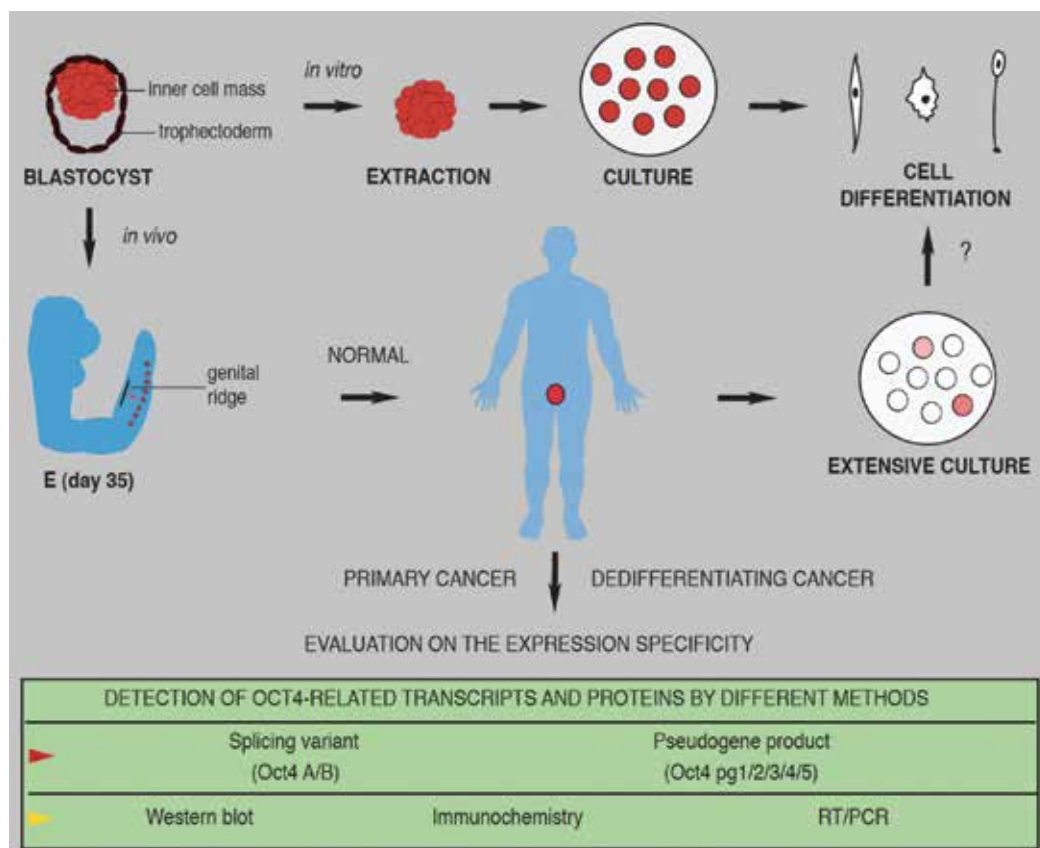 inner cell mass
trophectoderm
BLASTOCYST
in vitro
EXTRACTION
CULTURE
CELL
DIFFERENTIATION
in vivo
?
genital
ridge
NORMAL
E (day 35)
EXTENSIVE CULTURE
PRIMARY CANCER
DEDIFFERENTIATING CANCER
EVALUATION ON THE EXPRESSION SPECIFICITY
DETECTION OF OCT4-RELATED TRANSCRIPTS AND PROTEINS BY DIFFERENT METHODS
Splicing variant
(Oct4 A/B)
Pseudogene product
(Oct4 pg1/2/3/4/5)
Western blot
Immunochemistry
RT/PCR